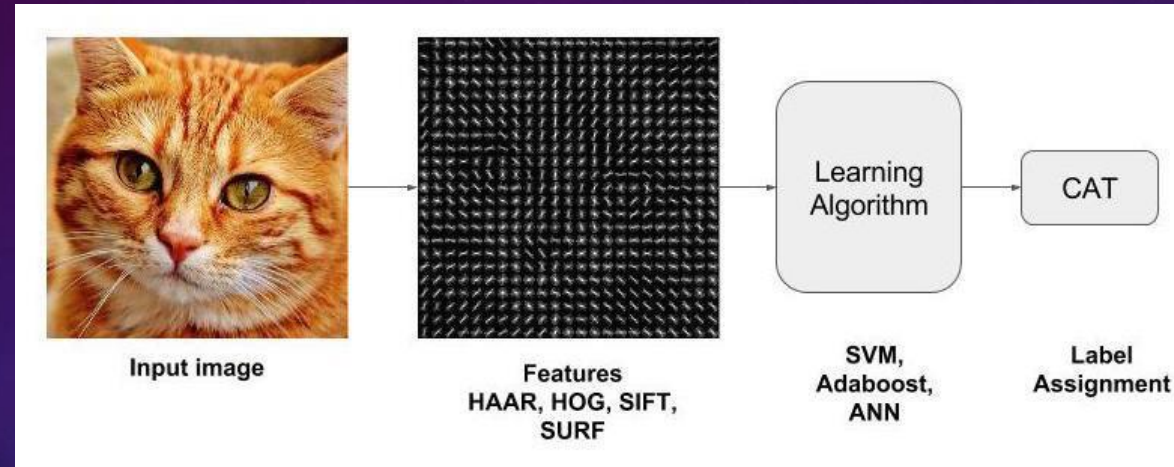 Learning
Algorithm
CAT
Input image
Features
HAAR, HOG, SIFT,
SURF
SVM,
Adaboost,
ANN
Label
Assignment